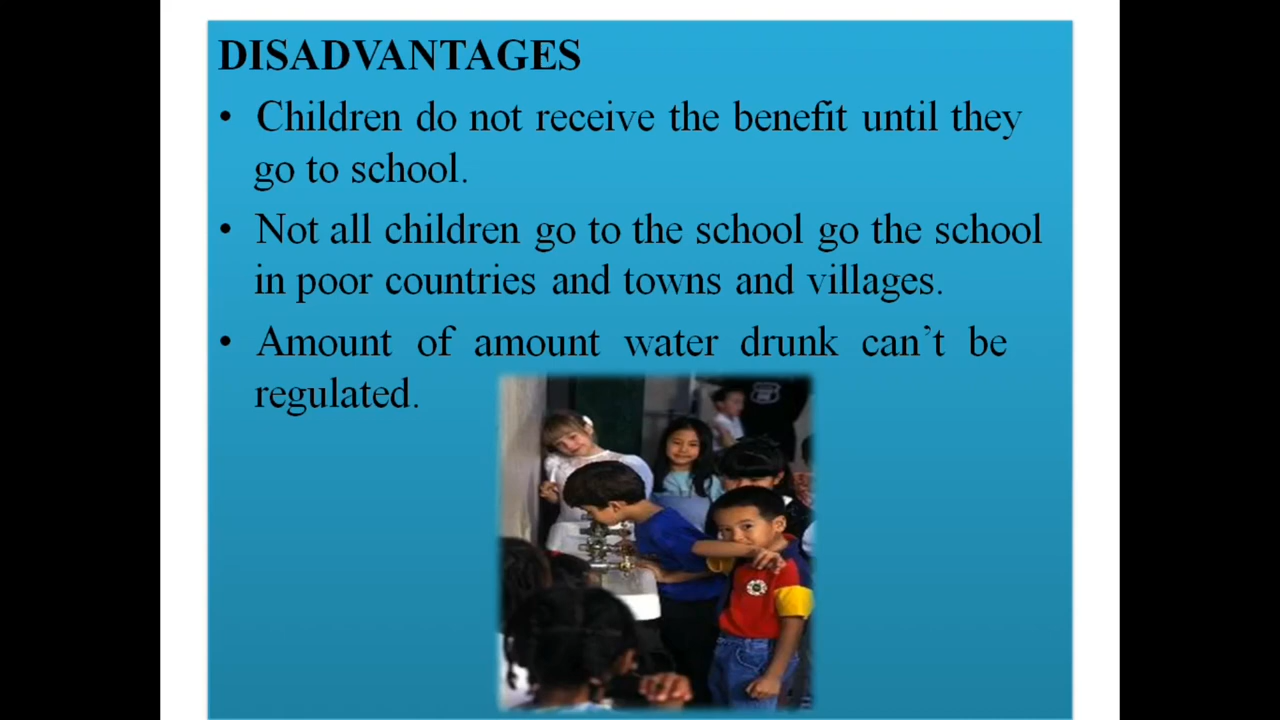 DISADVANTAGES
• Children do not receive the benefit until they
go to school.
• Not all children go to the school go the school
in poor countries and towns and villages.
• Amount of amount water drunk can’t be
regulated.